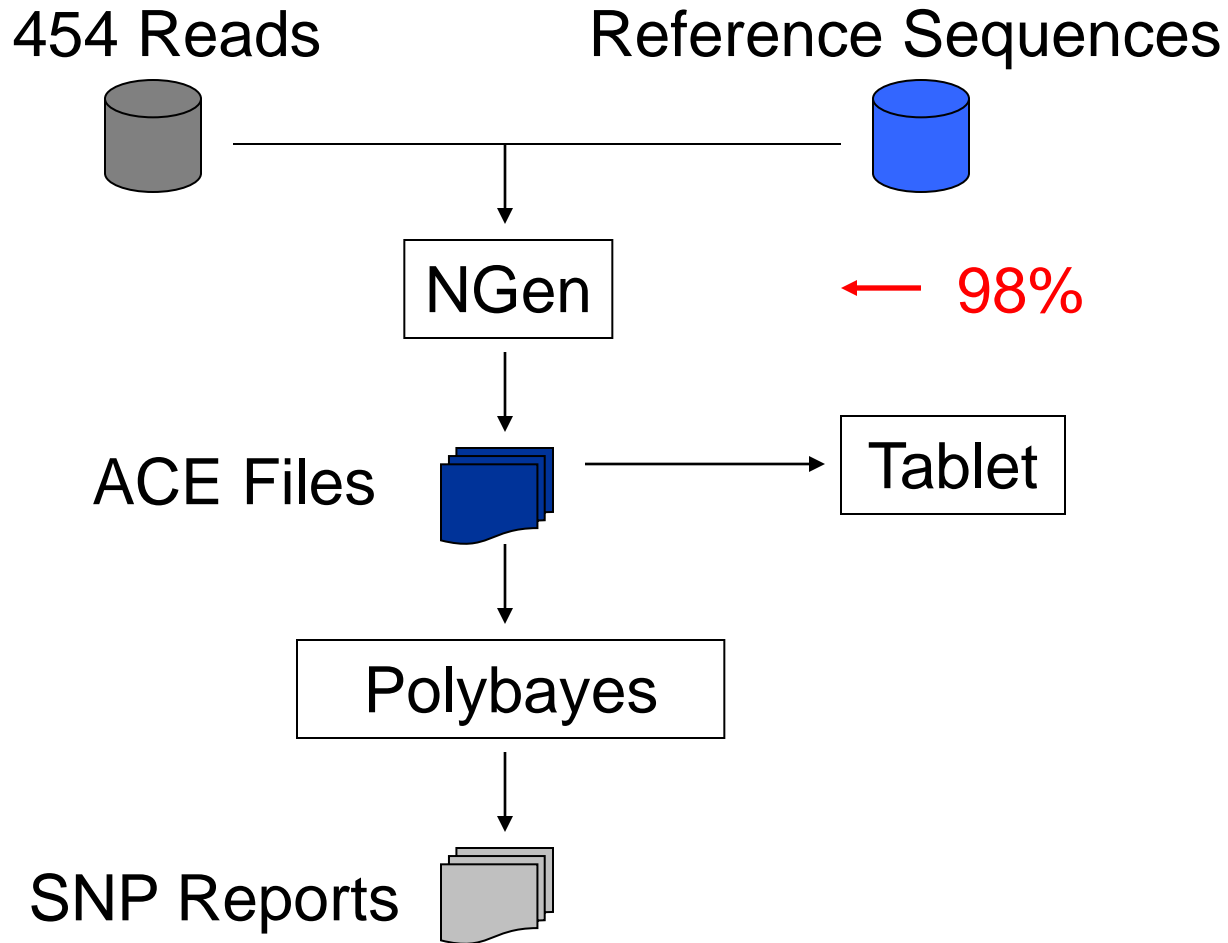 454 Reads
Reference Sequences
NGen
98%
ACE Files
Tablet
Polybayes
SNP Reports